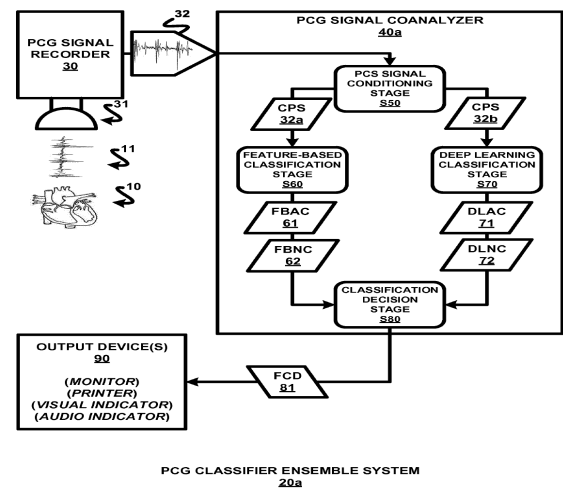 PCG SIGNAL
RECORDER
30
32
31
11
10
PCG SIGNAL COANALYZER
40a
PCS SIGNAL
CONDITIONING
STAGE
S50
CPS
32a
CPS
32b
FEATURE-BASED
CLASSIFICATION
STAGE
S60
DEEP LEARNING
CLASSIFICATION
STAGE
S70
FBAC
61
DLAC
71
FBNC
62
DLNC
72
CLASSIFICATION
DECISION
STAGE
S80
OUTPUT DEVICE(S)
90
(MONITOR)
(PRINTER)
(VISUAL INDICATOR)
(AUDIO INDICATOR)
FCD
81
PCG CLASSIFIER ENSEMBLE SYSTEM
20a